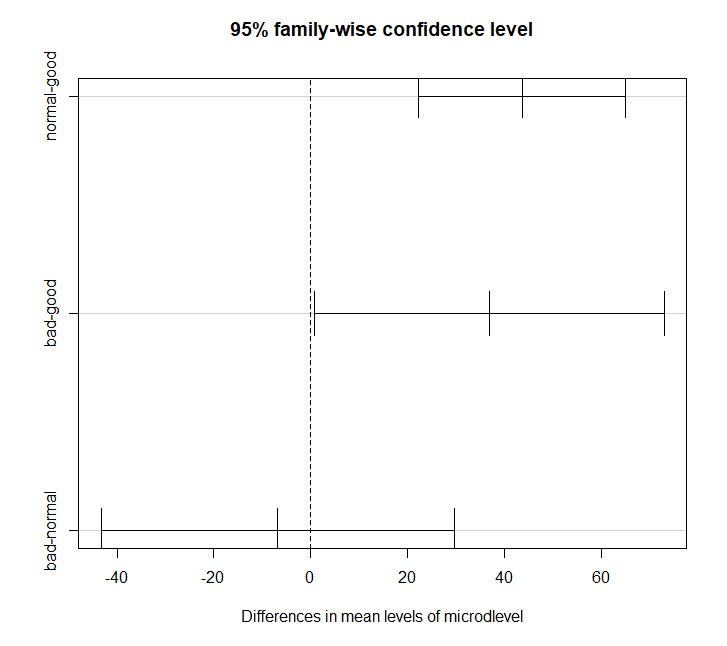 95% family-wise confidence level
normal-good
bad-good
bad-normal
-40 -20 0 20 40 60
Differences in mean levels of microdlevel